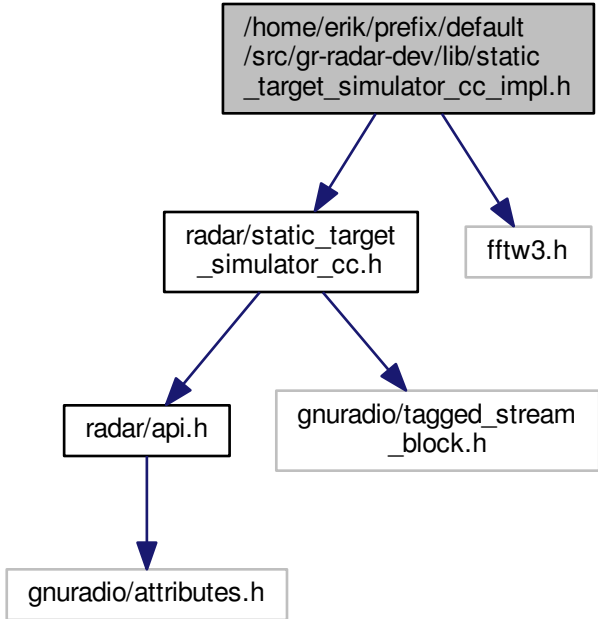 /home/erik/prefix/default
/src/gr-radar-dev/lib/static
_target_simulator_cc_impl.h
radar/static_target
_simulator_cc.h
fftw3.h
radar/api.h
gnuradio/tagged_stream
_block.h
gnuradio/attributes.h